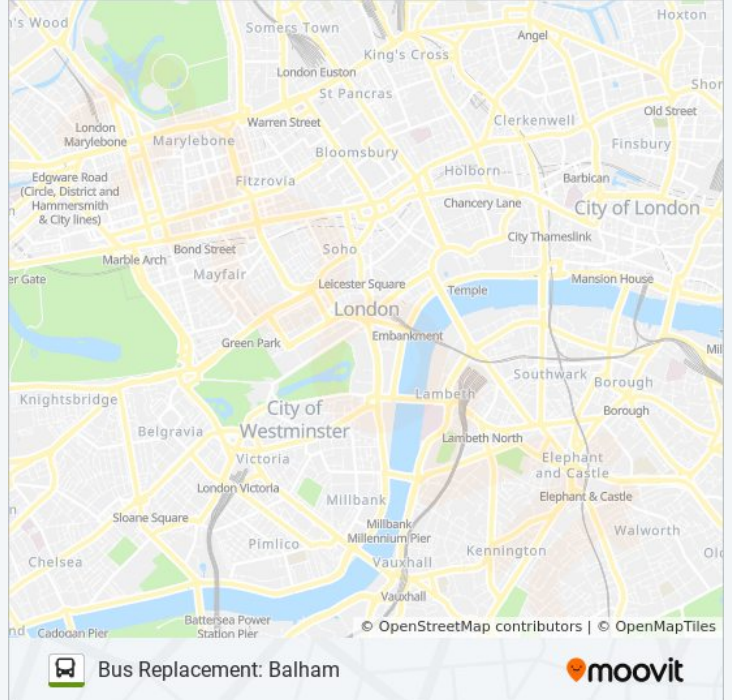 's Wood
Somers Town
Hoxton
King's Cross
Angel
London Euston
St Pancras
Shor
Old Street
Warren Street
Clerkenwell
London
Marylebone
Marylebone
Finsbury
Bloomsbury
Holborn
Edgware Road
(Circle, District and
Hammersmith
& City lines)
Fitzrovia
Barbican
Chancery Lane
City of London
n
City Thameslink
Bond Street
Soho
Marble Arch
Mayfair
er Gate
Leicester Square
Temple
Mansion House
London
Embankment
Green Park
Mil
Southwark
Borough
Knightsbridge
Lambeth
City of
Westminster
Borough
Belgravia
Lambeth North
Victoria
Elephant
and Castle
London Victoria
Millbank
Elephant & Castle
n
Sloane Square
Millbank
Millennium Pier
Walworth
Pimlico
Kennington
Old
Chelsea
Vauxhall
Vauxhall
Battersea Power
Station Pier
nd
Cadogan Pier
© OpenStreetMap contributors | © OpenMapTiles
Bus Replacement: Balham
moovit